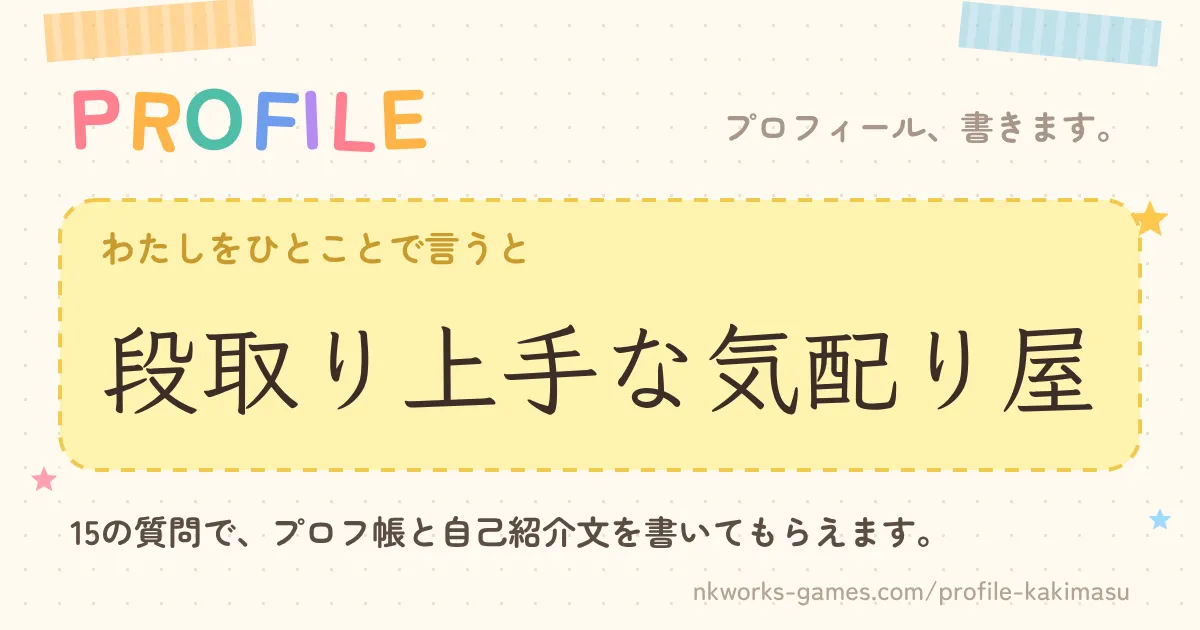 PROFILE
プロフィール、書きます。
わたしをひとことで言うと
段取り上手な気配り屋
15の質問で、プロフ帳と自己紹介文を書いてもらえます。
nkworks-games.com/profile-kakimasu